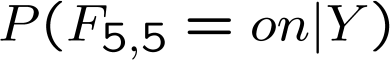 P(F_{5,5} = on|Y)